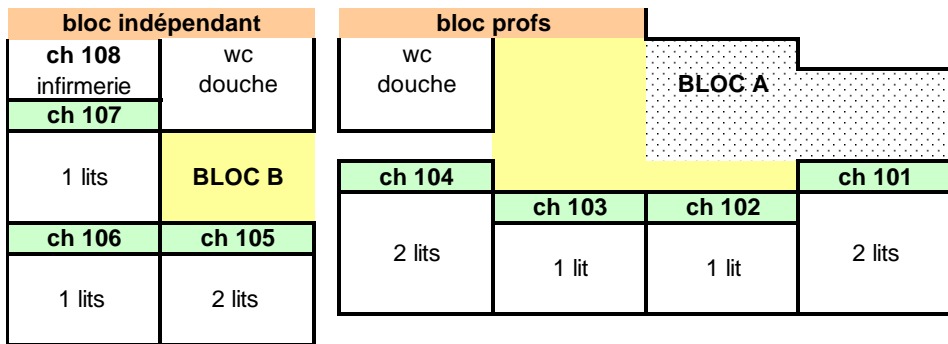 bloc indépendant
ch 108
infirmerie
wc
douche
ch 107
1 lits
BLOC B
ch 106
ch 105
1 lits
2 lits
bloc profs
wc
douche
BLOC A
ch 104
ch 101
ch 103
ch 102
2 lits
1 lit
1 lit
2 lits